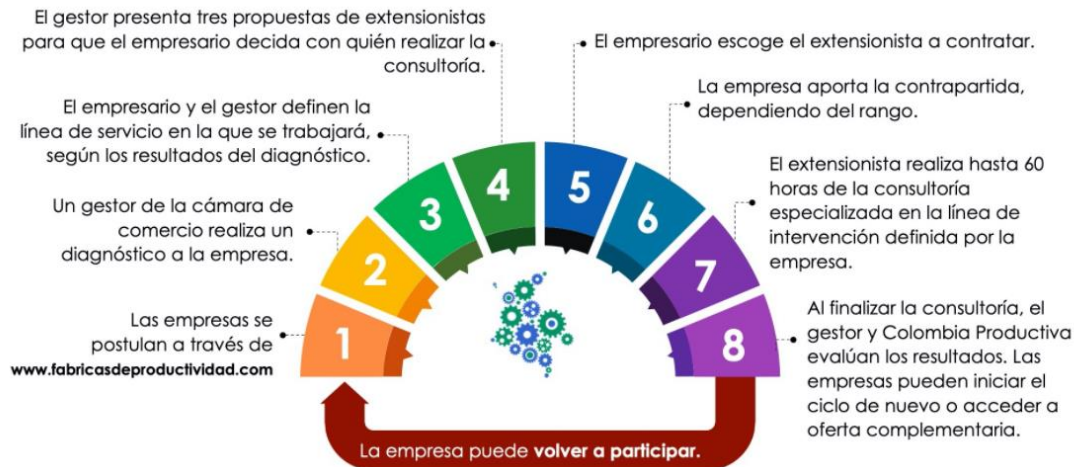 El gestor presenta tres propuestas de extensionistas
para que el empresario decida con quién realizar la
consultoría.
El empresario escoge el extensionista a contratar.
La empresa aporta la contrapartida,
dependiendo del rango.
El empresario y el gestor definen la
línea de servicio en la que se trabajará,
según los resultados del diagnóstico.
El extensionista realiza hasta 60
horas de la consultoría
especializada en la línea de
intervención definida por la
empresa.
Un gestor de la cámara de
comercio realiza un
diagnóstico a la empresa.
Las empresas se
postulan a través de
www.fabricasdeproductividad.com
Al finalizar la consultoría, el
gestor y Colombia Productiva
evalúan los resultados. Las
empresas pueden iniciar el
ciclo de nuevo o acceder a
oferta complementaria.
1
2
3
4
5
6
7
8
La empresa puede volver a participar.